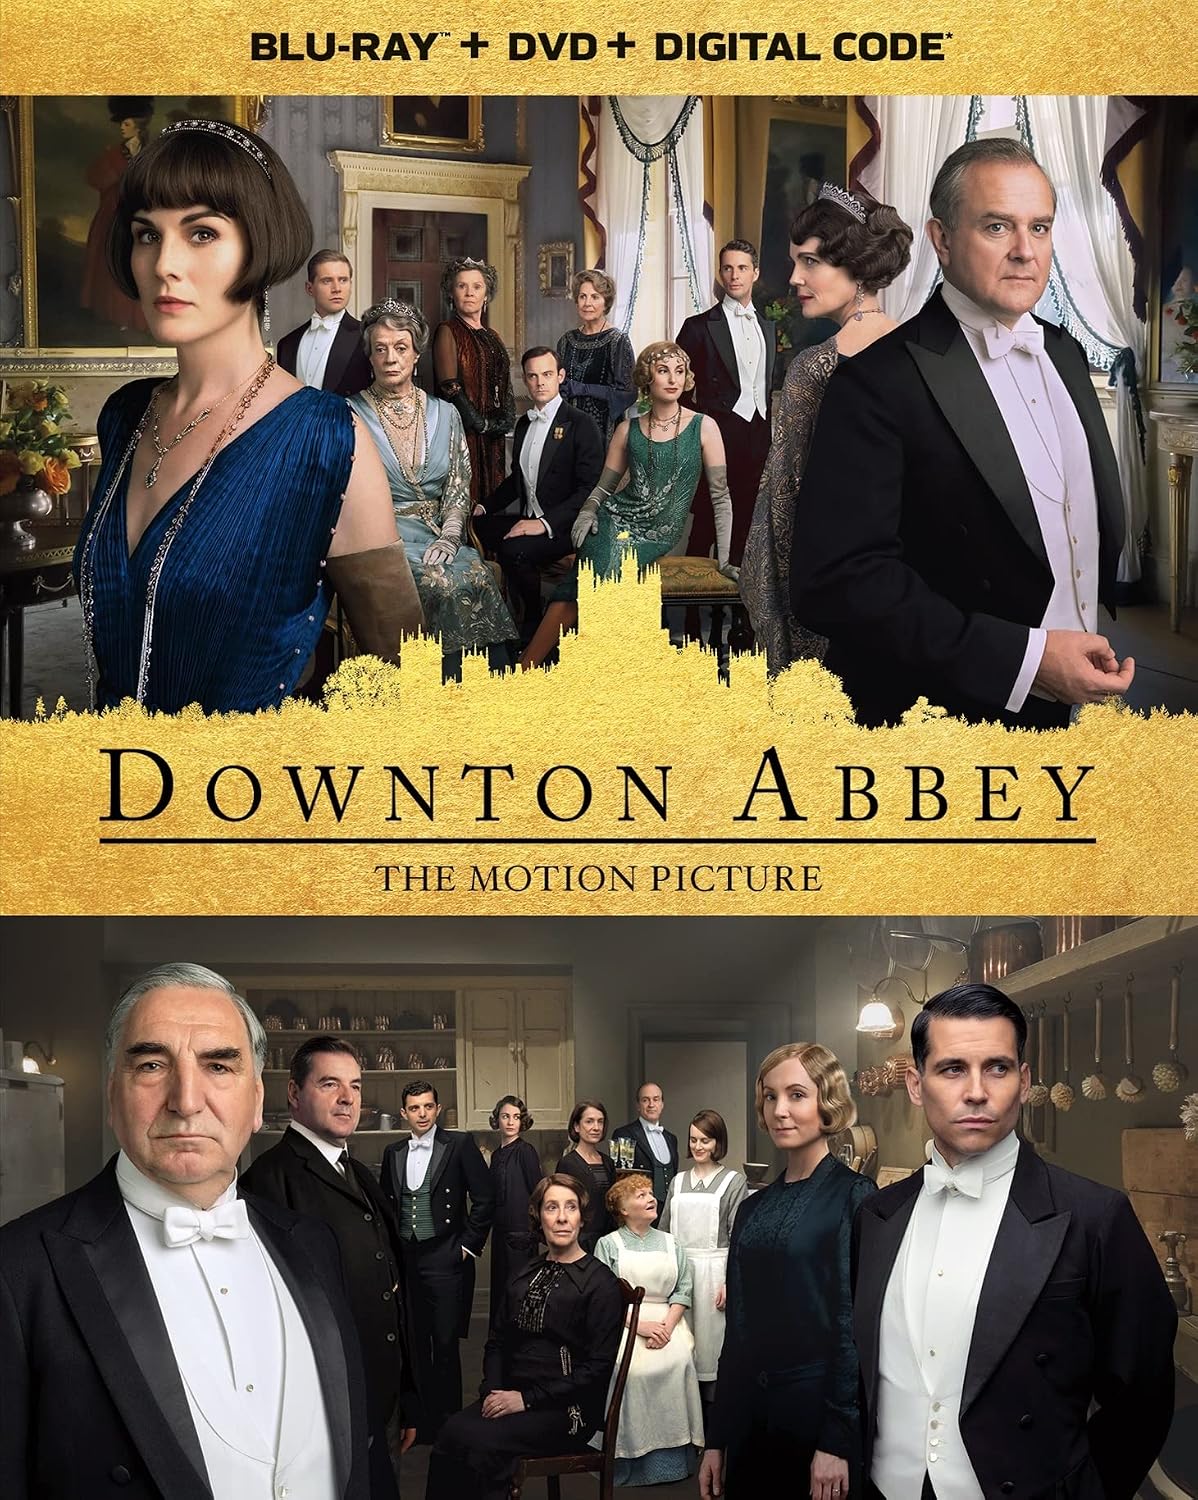 BLU-RAY™ + DVD + DIGITAL CODE*
DOWNTON ABBEY
THE MOTION PICTURE